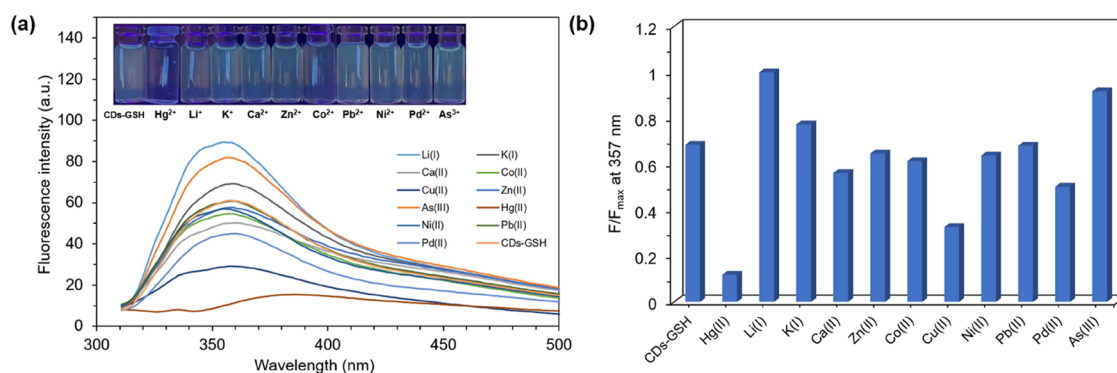 (a)
Fluorescence intensity (a.u.)
140
120
100
80
60
40
20
0
CDs-GSH Hg²⁺ Li⁺ K⁺ Ca²⁺ Zn²⁺ Co²⁺ Pb²⁺ Ni²⁺ Pd²⁺ As³⁺
Li(I) K(I)
Ca(II) Co(II)
Cu(II) Zn(II)
As(III) Hg(II)
Ni(II) Pb(II)
Pd(II) CDs-GSH
300 350 400 450 500
Wavelength (nm)
(b)
F/Fmax at 357 nm
1.2
1
0.8
0.6
0.4
0.2
0
CDs-GSH Hg(II) Li(I) K(I) Ca(II) Zn(II) Co(II) Cu(II) Ni(II) Pb(II) Pd(II) As(III)